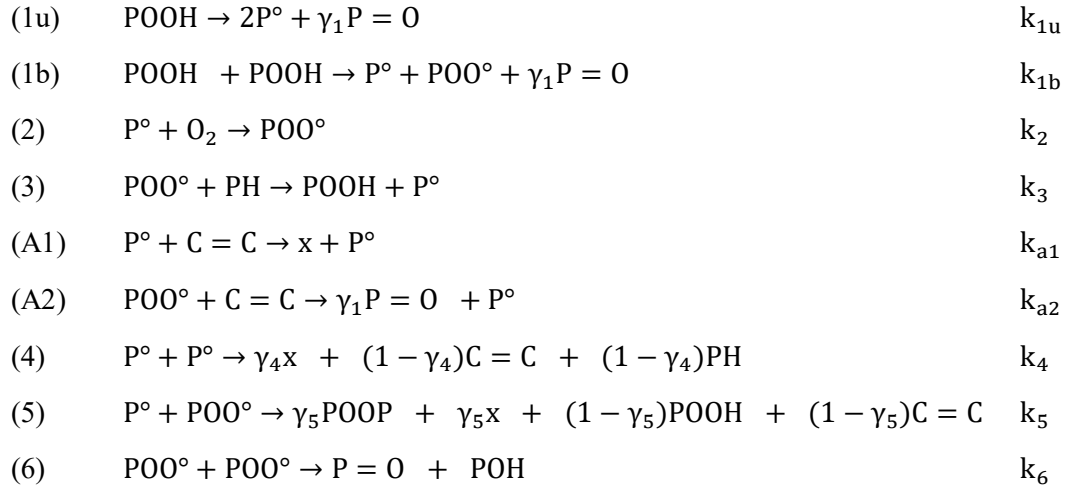 (1u) POOH → 2P° + γ₁P = O k₁ᵤ
(1b) POOH + POOH → P° + POO° + γ₁P = O k₁b
(2) P° + O₂ → POO° k₂
(3) POO° + PH → POOH + P° k₃
(A1) P° + C = C → x + P° kₐ₁
(A2) POO° + C = C → γ₁P = O + P° kₐ₂
(4) P° + P° → γ₄x + (1 − γ₄)C = C + (1 − γ₄)PH k₄
(5) P° + POO° → γ₅POOP + γ₅x + (1 − γ₅)POOH + (1 − γ₅)C = C k₅
(6) POO° + POO° → P = O + POH k₆